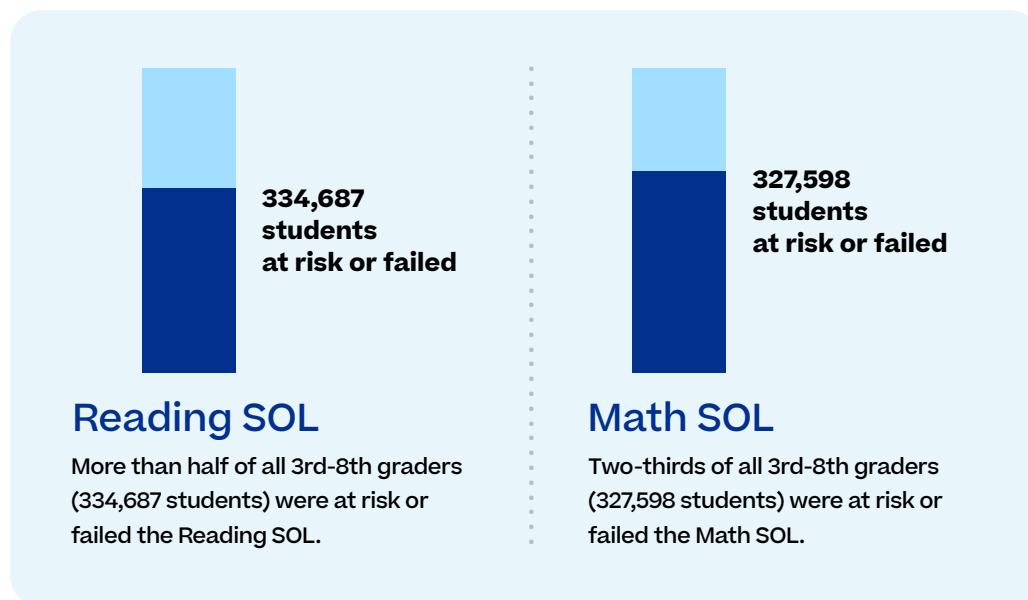 334,687
students
at risk or failed
Reading SOL
More than half of all 3rd-8th graders
(334,687 students) were at risk or
failed the Reading SOL.
327,598
students
at risk or failed
Math SOL
Two-thirds of all 3rd-8th graders
(327,598 students) were at risk or
failed the Math SOL.